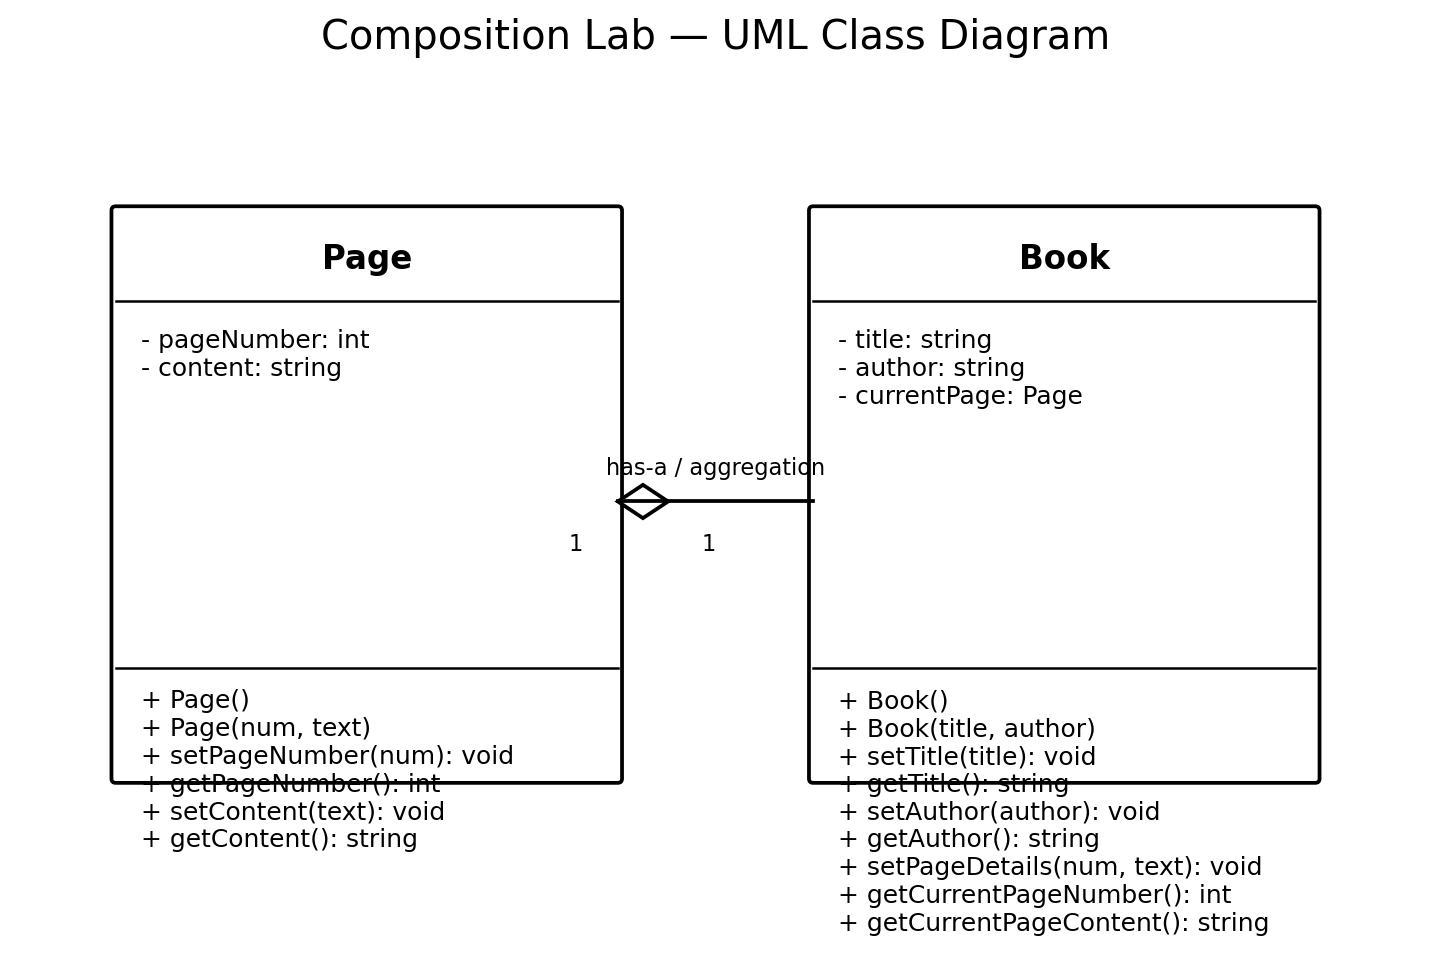 Composition Lab — UML Class Diagram
Page
- pageNumber: int
- content: string
+ Page()
+ Page(num, text)
+ setPageNumber(num): void
+ getPageNumber(): int
+ setContent(text): void
+ getContent(): string
has-a / aggregation
1
1
Book
- title: string
- author: string
- currentPage: Page
+ Book()
+ Book(title, author)
+ setTitle(title): void
+ getTitle(): string
+ setAuthor(author): void
+ getAuthor(): string
+ setPageDetails(num, text): void
+ getCurrentPageNumber(): int
+ getCurrentPageContent(): string